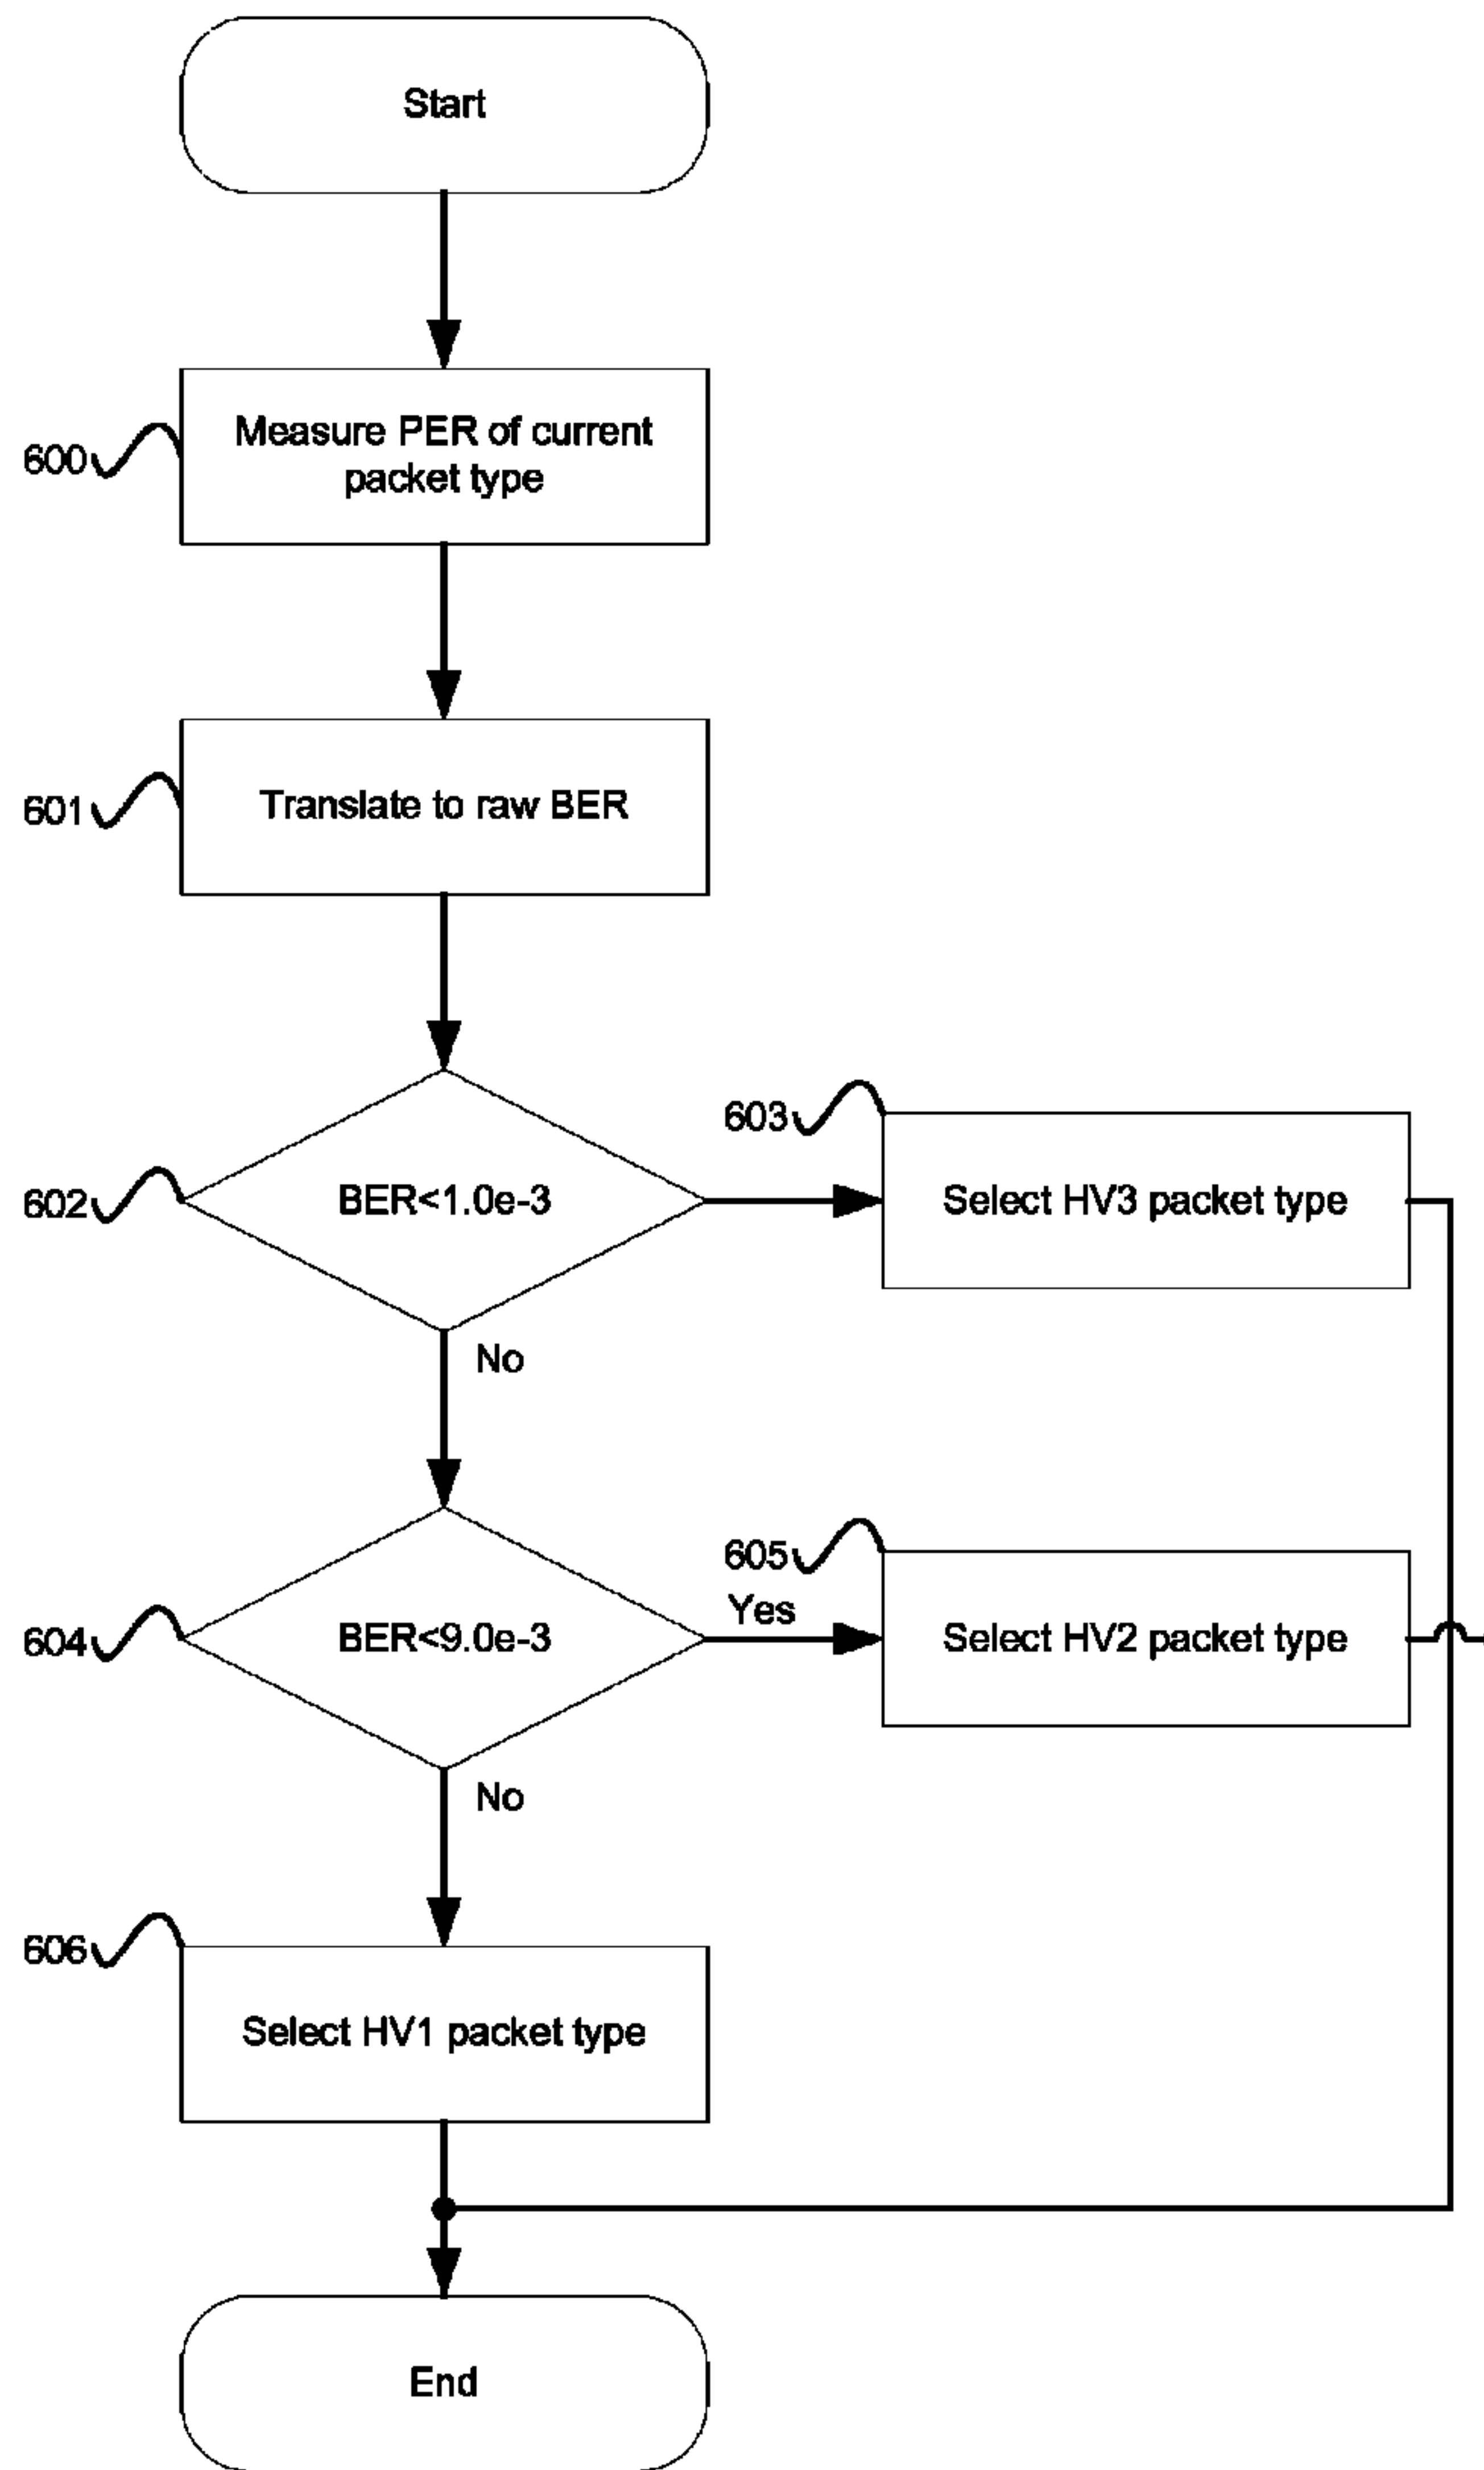 Start
600
Measure PER of current
packet type
601
Translate to raw BER
602
BER<1.0e-3
603
Select HV3 packet type
No
604
BER<9.0e-3
Yes
605
Select HV2 packet type
No
606
Select HV1 packet type
End